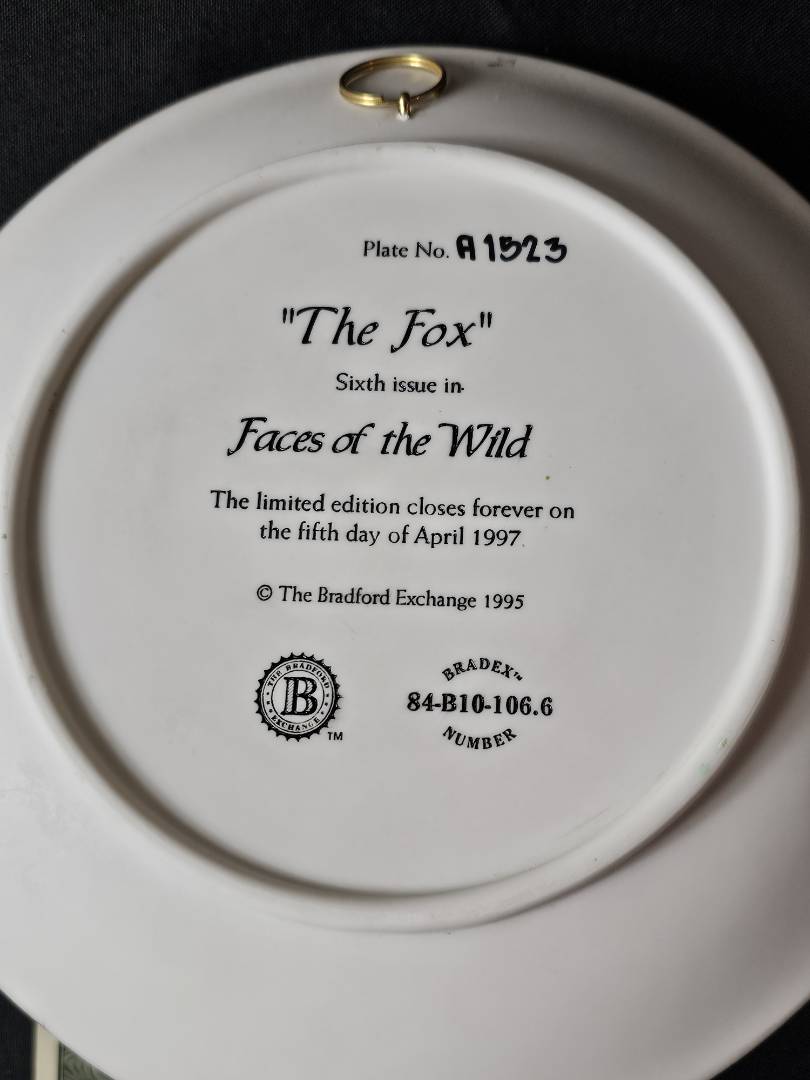 Plate No. A1523
"The Fox"
Sixth issue in
Faces of the Wild
The limited edition closes forever on
the fifth day of April 1997.
© The Bradford Exchange 1995
THE BRADFORD
B
EXCHANGE
TM
BRADEX™
84-B10-106.6
NUMBER